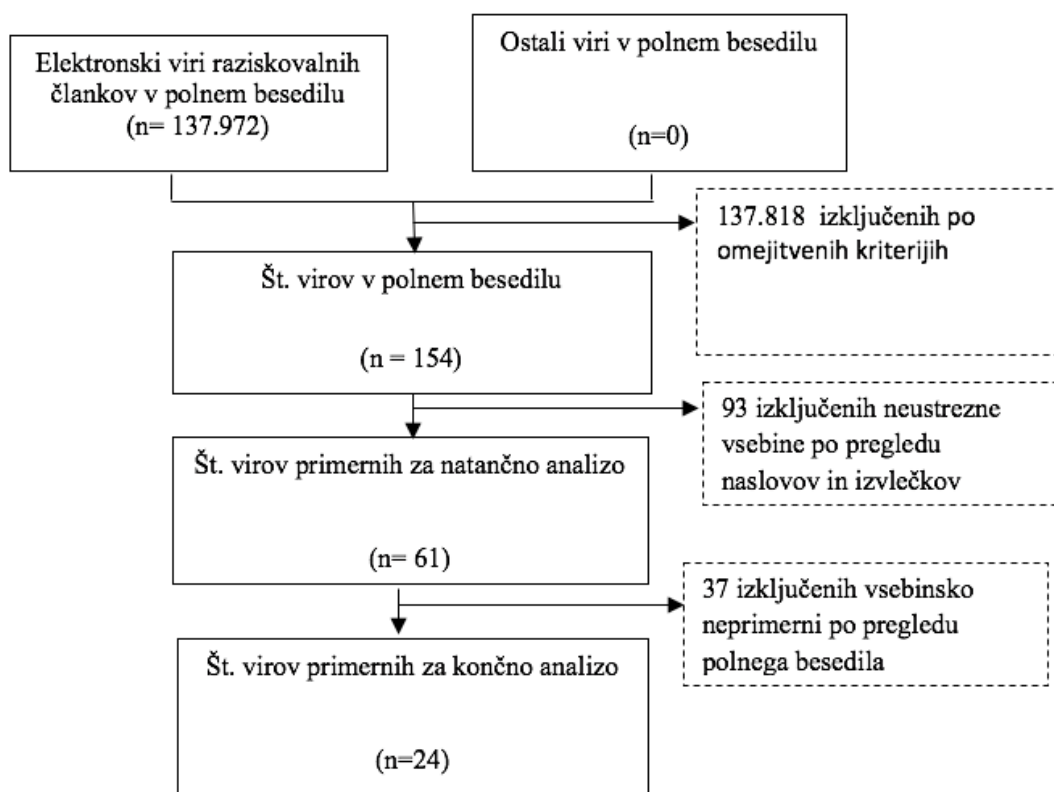 Elektronski viri raziskovalnih
člankov v polnem besedilu
(n= 137.972)
Ostali viri v polnem besedilu
(n=0)
137.818 izključenih po
omejitvenih kriterijih
Št. virov v polnem besedilu
(n = 154)
93 izključenih neustrezne
vsebine po pregledu
naslovov in izvlečkov
Št. virov primernih za natančno analizo
(n= 61)
37 izključenih vsebinsko
neprimerni po pregledu
polnega besedila
Št. virov primernih za končno analizo
(n=24)